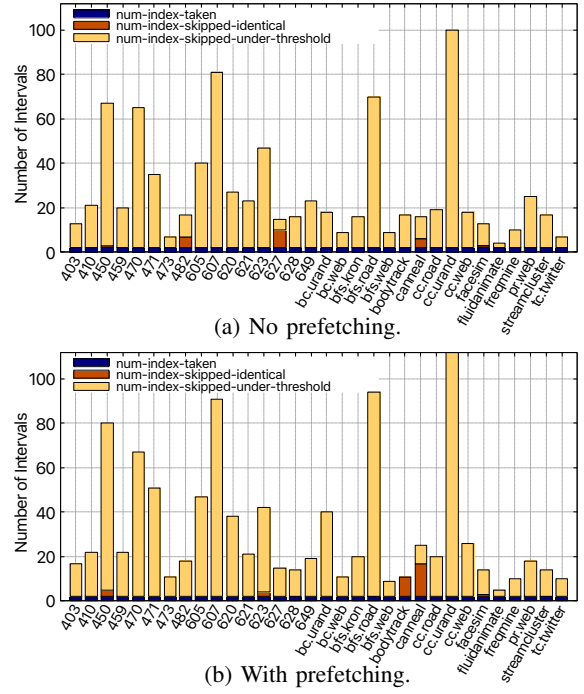 num-index-taken
num-index-skipped-identical
num-index-skipped-under-threshold
Number of Intervals
100
80
60
40
20
0
403
410
450
459
470
471
473
482
605
607
620
621
623
627
628
649
bc.urand
bc.web
bfs.kron
bfs.road
bfs.web
bodytrack
canneal
cc.road
cc.urand
cc.web
facesim
fluidanimate
freqmine
pr.web
streamcluster
tc.twitter
(a) No prefetching.
num-index-taken
num-index-skipped-identical
num-index-skipped-under-threshold
Number of Intervals
100
80
60
40
20
0
403
410
450
459
470
471
473
482
605
607
620
621
623
627
628
649
bc.urand
bc.web
bfs.kron
bfs.road
bfs.web
bodytrack
canneal
cc.road
cc.urand
cc.web
facesim
fluidanimate
freqmine
pr.web
streamcluster
tc.twitter
(b) With prefetching.